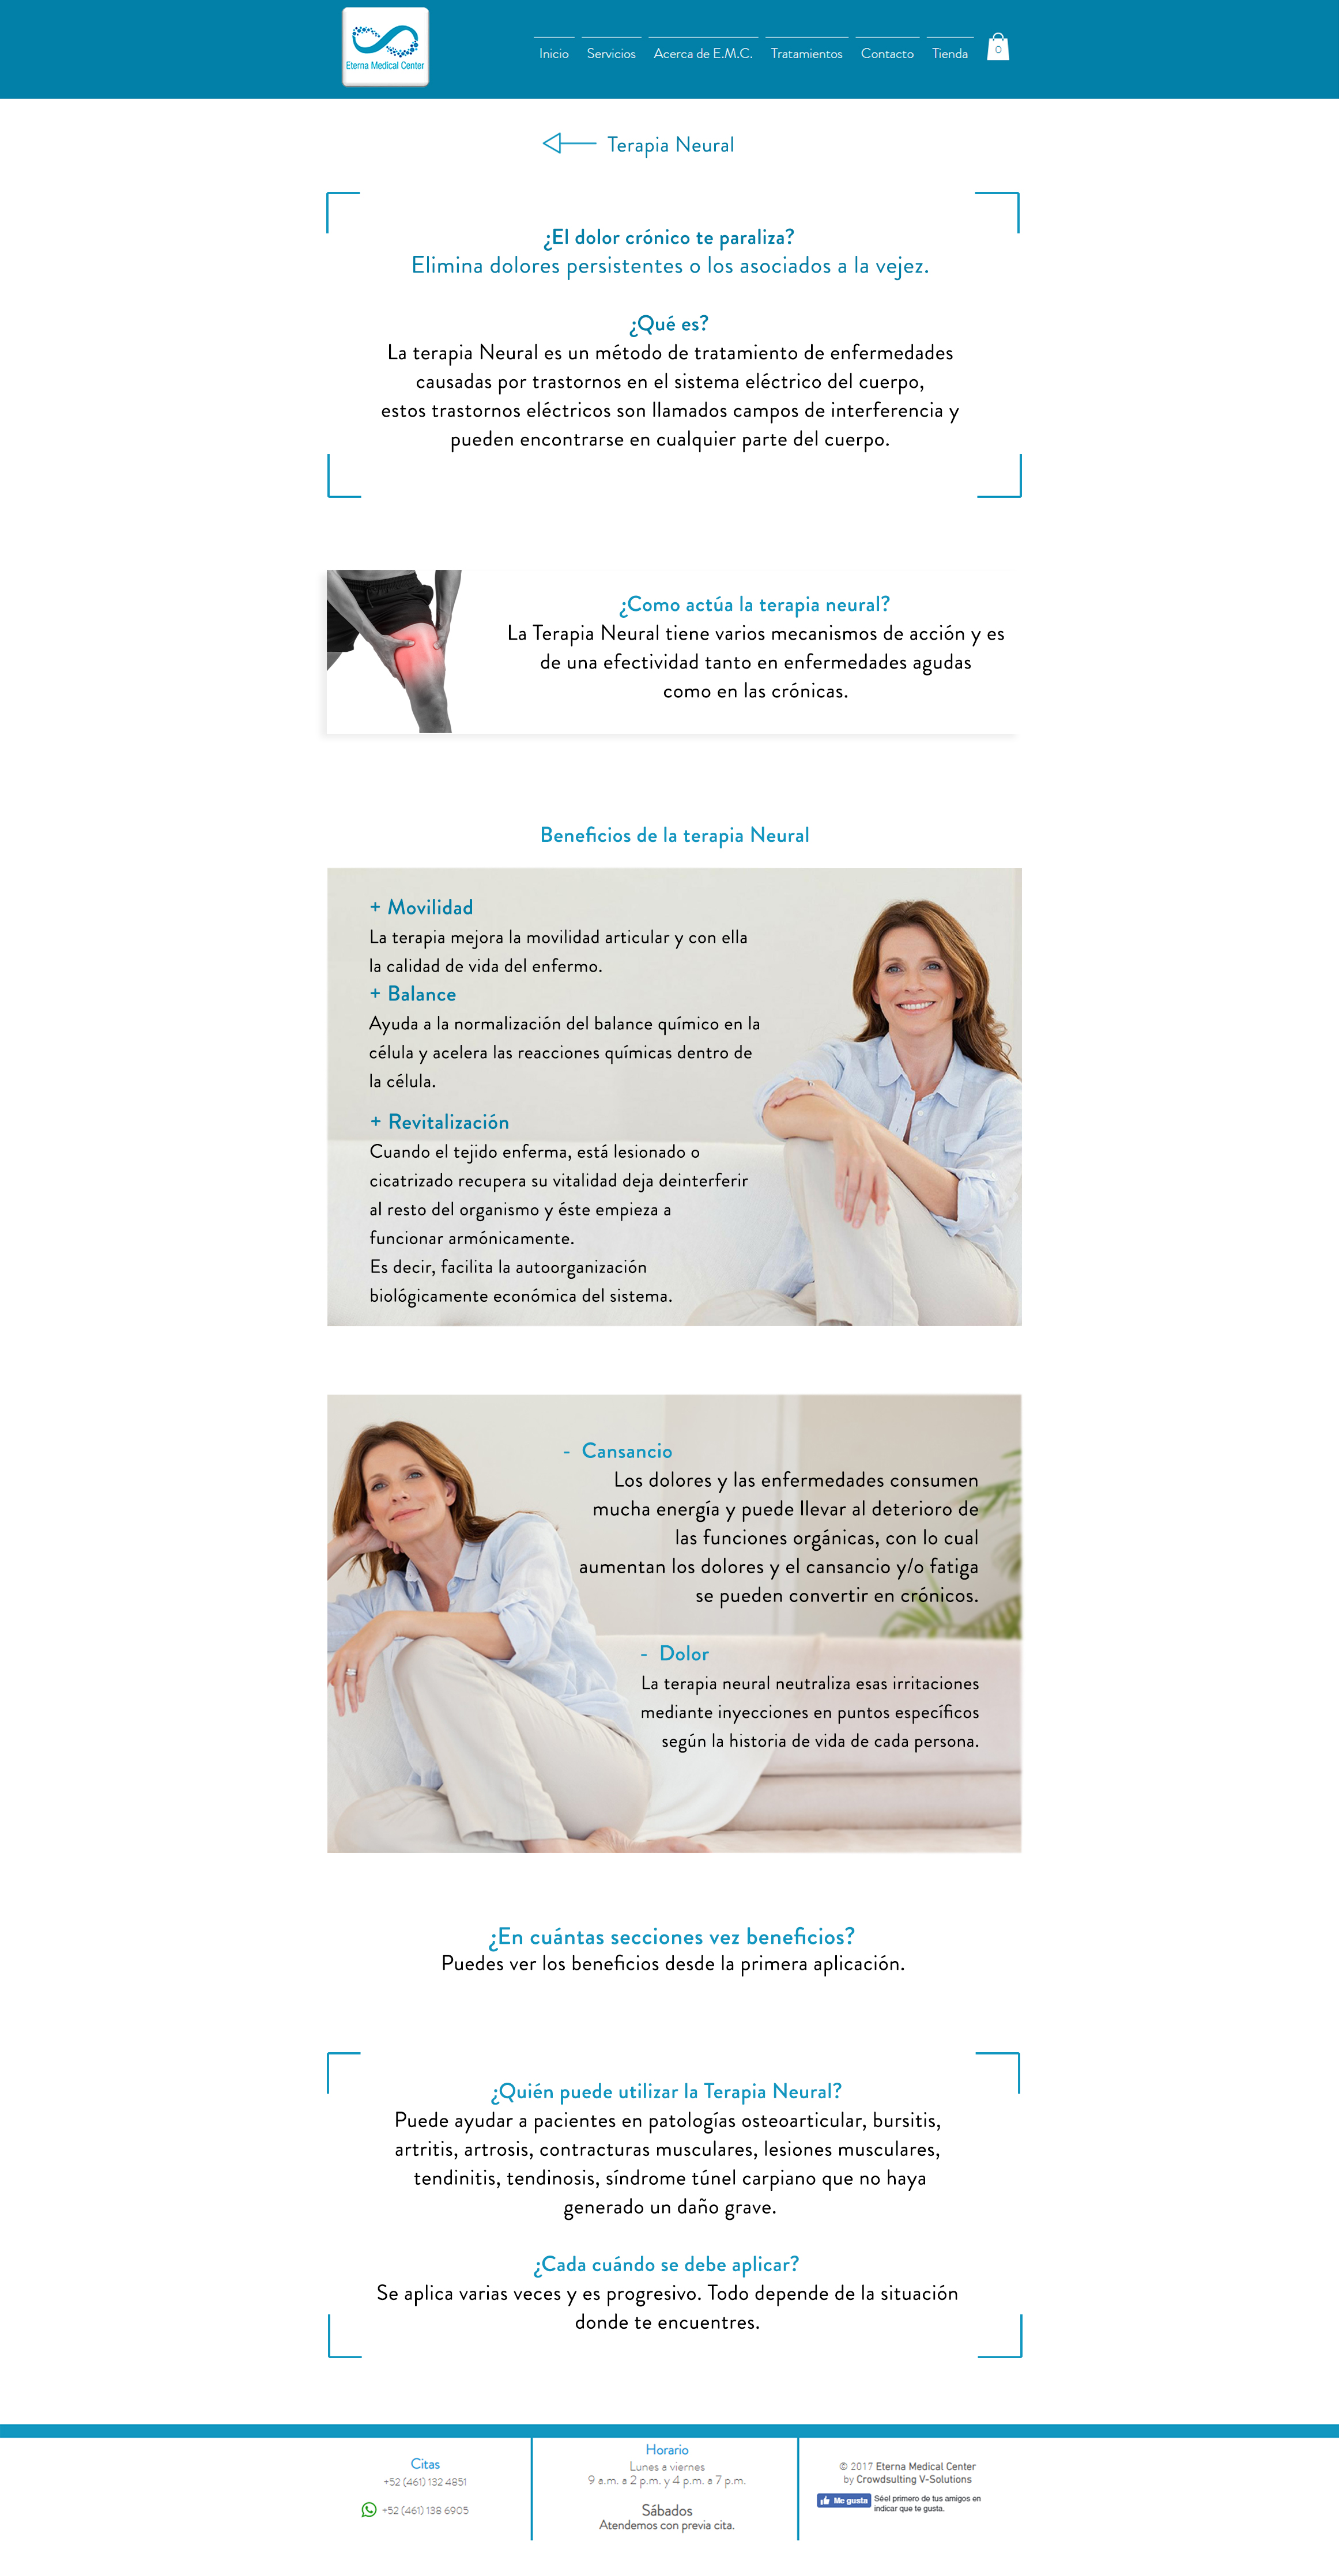 Eterna Medical Center
Inicio
Servicios
Acerca de E.M.C.
Tratamientos
Contacto
Tienda
0
Terapia Neural
¿El dolor crónico te paraliza?
Elimina dolores persistentes o los asociados a la vejez.
¿Qué es?
La terapia Neural es un método de tratamiento de enfermedades
causadas por trastornos en el sistema eléctrico del cuerpo,
estos trastornos eléctricos son llamados campos de interferencia y
pueden encontrarse en cualquier parte del cuerpo.
¿Como actúa la terapia neural?
La Terapia Neural tiene varios mecanismos de acción y es
de una efectividad tanto en enfermedades agudas
como en las crónicas.
Beneficios de la terapia Neural
+ Movilidad
La terapia mejora la movilidad articular y con ella
la calidad de vida del enfermo.
+ Balance
Ayuda a la normalización del balance químico en la
célula y acelera las reacciones químicas dentro de
la célula.
+ Revitalización
Cuando el tejido enferma, está lesionado o
cicatrizado recupera su vitalidad deja deinterferir
al resto del organismo y éste empieza a
funcionar armónicamente.
Es decir, facilita la autoorganización
biológicamente económica del sistema.
- Cansancio
Los dolores y las enfermedades consumen
mucha energía y puede llevar al deterioro de
las funciones orgánicas, con lo cual
aumentan los dolores y el cansancio y/o fatiga
se pueden convertir en crónicos.
- Dolor
La terapia neural neutraliza esas irritaciones
mediante inyecciones en puntos específicos
según la historia de vida de cada persona.
¿En cuántas secciones vez beneficios?
Puedes ver los beneficios desde la primera aplicación.
¿Quién puede utilizar la Terapia Neural?
Puede ayudar a pacientes en patologías osteoarticular, bursitis,
artritis, artrosis, contracturas musculares, lesiones musculares,
tendinitis, tendinosis, síndrome túnel carpiano que no haya
generado un daño grave.
¿Cada cuándo se debe aplicar?
Se aplica varias veces y es progresivo. Todo depende de la situación
donde te encuentres.
Citas
+52 (461) 132 4851
+52 (461) 138 6905
Horario
Lunes a viernes
9 a.m. a 2 p.m. y 4 p.m. a 7 p.m.
Sábados
Atendemos con previa cita.
© 2017 Eterna Medical Center
by Crowdsulting V-Solutions
Me gusta
Sé el primero de tus amigos en
indicar que te gusta.